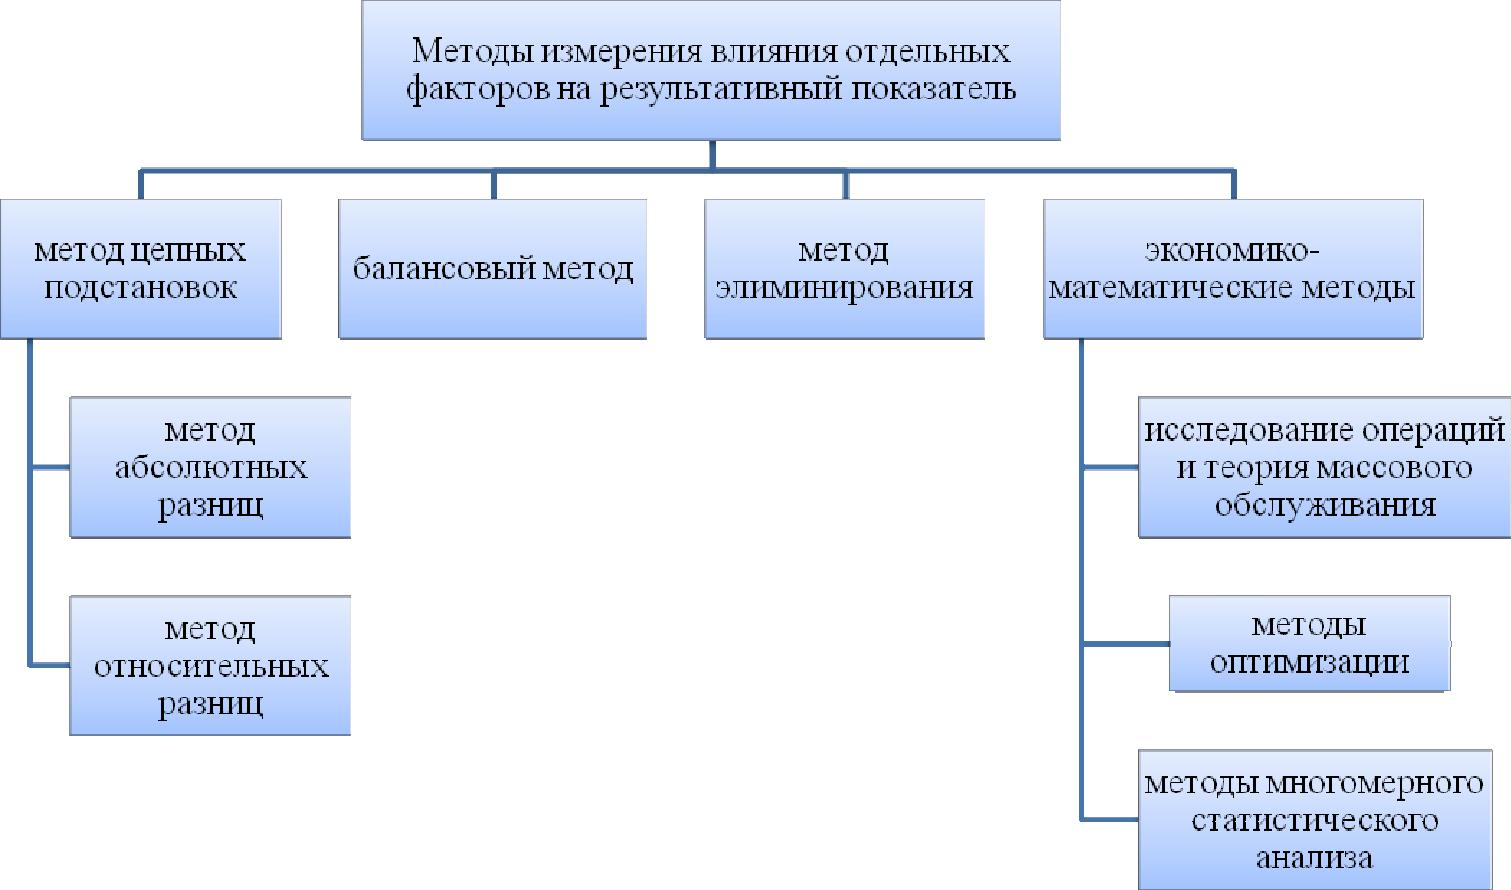 Методы измерения влияния отдельных
факторов на результативный показатель
метод цепных
подстановок
балансовый метод
метод
элиминирования
экономико-
математические методы
метод
абсолютных
разниц
метод
относительных
разниц
исследование операций
и теория массового
обслуживания
методы
оптимизации
методы многомерного
статистического
анализа